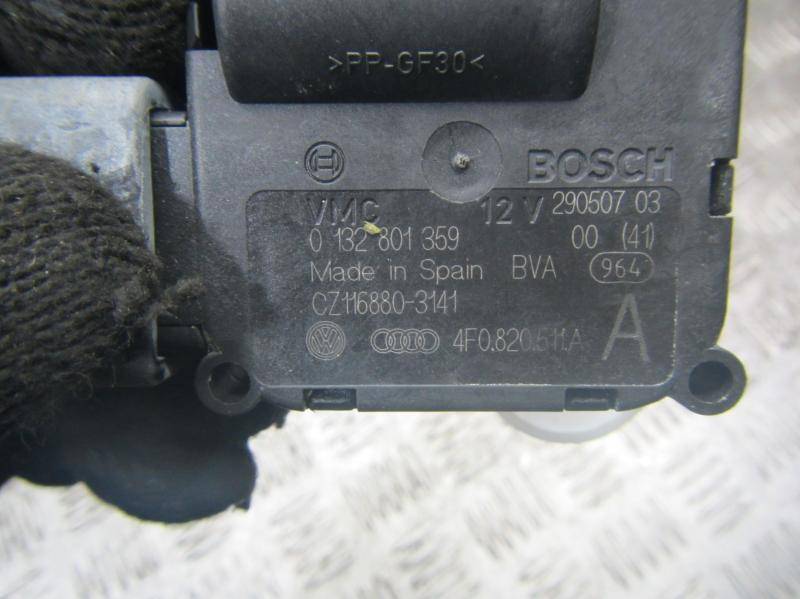 >PP-GF30<
BOSCH
VMC 12 V 290507 03
0 132 801 359 00 (41)
Made in Spain BVA 964
CZ116880-3141
4F0.820.511.A A